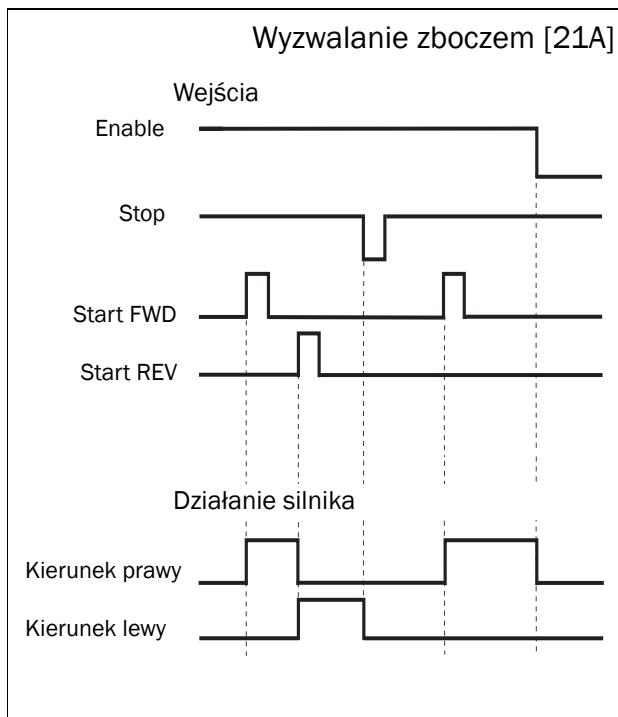 Wyzwalanie zboczem [21A]
Wejścia
Enable
Stop
Start FWD
Start REV
Działanie silnika
Kierunek prawy
Kierunek lewy